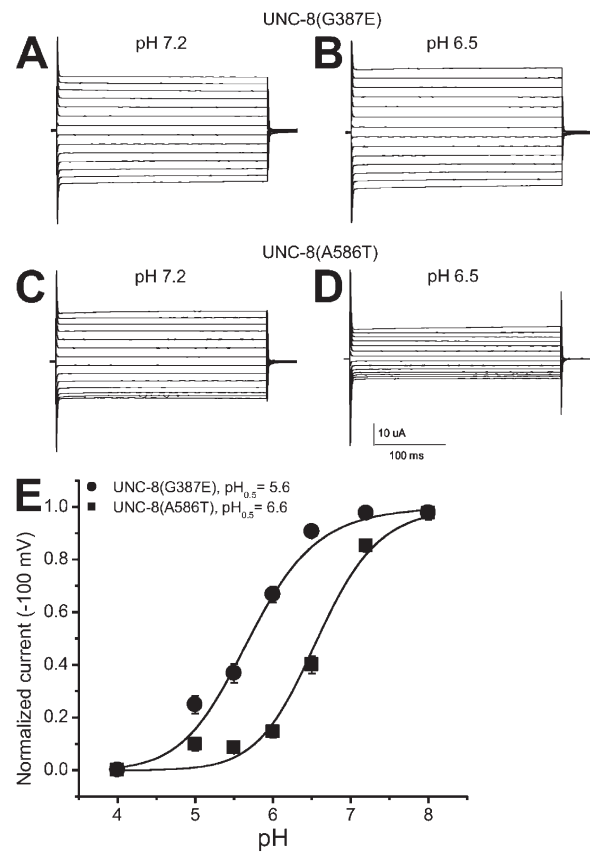 UNC-8(G387E)
A
pH 7.2
B
pH 6.5
UNC-8(A586T)
C
pH 7.2
D
pH 6.5
10 uA
100 ms
E
UNC-8(G387E), pH0.5= 5.6
UNC-8(A586T), pH0.5= 6.6
Normalized current (-100 mV)
1.0
0.8
0.6
0.4
0.2
0.0
4 5 6 7 8
pH